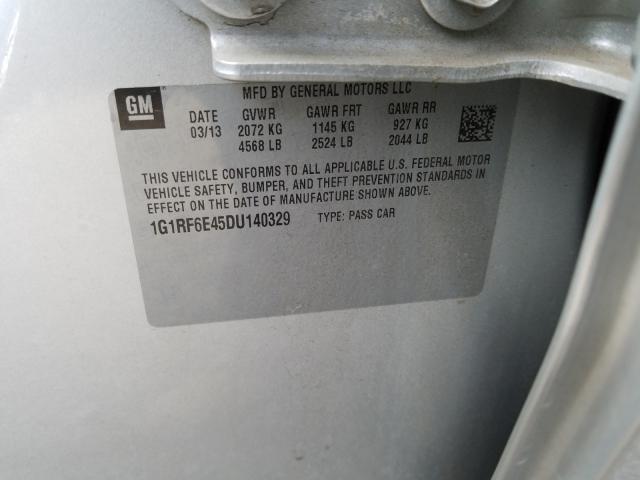 MFD BY GENERAL MOTORS LLC
GM
DATE GVWR GAWR FRT GAWR RR
03/13 2072 KG 1145 KG 927 KG
4568 LB 2524 LB 2044 LB
THIS VEHICLE CONFORMS TO ALL APPLICABLE U.S. FEDERAL MOTOR
VEHICLE SAFETY, BUMPER, AND THEFT PREVENTION STANDARDS IN
EFFECT ON THE DATE OF MANUFACTURE SHOWN ABOVE.
1G1RF6E45DU140329 TYPE: PASS CAR